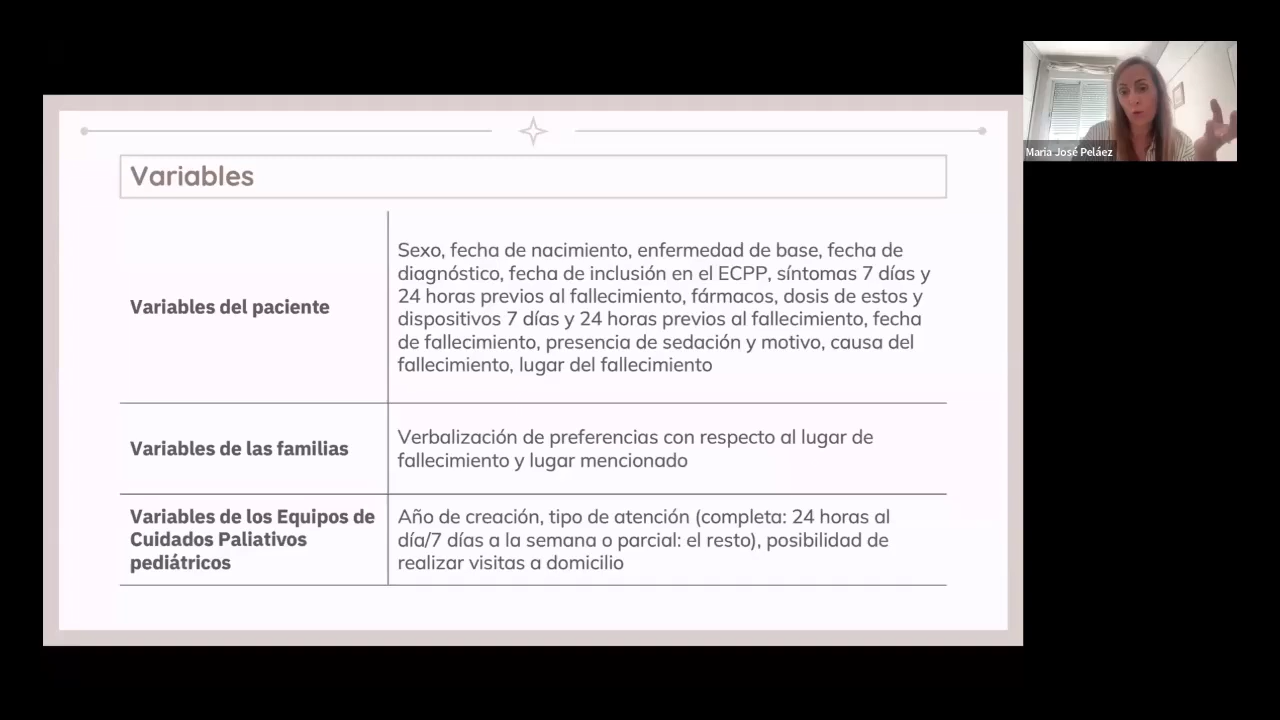 Variables
Variables del paciente
Sexo, fecha de nacimiento, enfermedad de base, fecha de
diagnóstico, fecha de inclusión en el ECPP, síntomas 7 días y
24 horas previos al fallecimiento, fármacos, dosis de estos y
dispositivos 7 días y 24 horas previos al fallecimiento, fecha
de fallecimiento, presencia de sedación y motivo, causa del
fallecimiento, lugar del fallecimiento
Variables de las familias
Verbalización de preferencias con respecto al lugar de
fallecimiento y lugar mencionado
Variables de los Equipos de
Cuidados Paliativos
pediátricos
Año de creación, tipo de atención (completa: 24 horas al
día/7 días a la semana o parcial: el resto), posibilidad de
realizar visitas a domicilio
Maria José Peláez